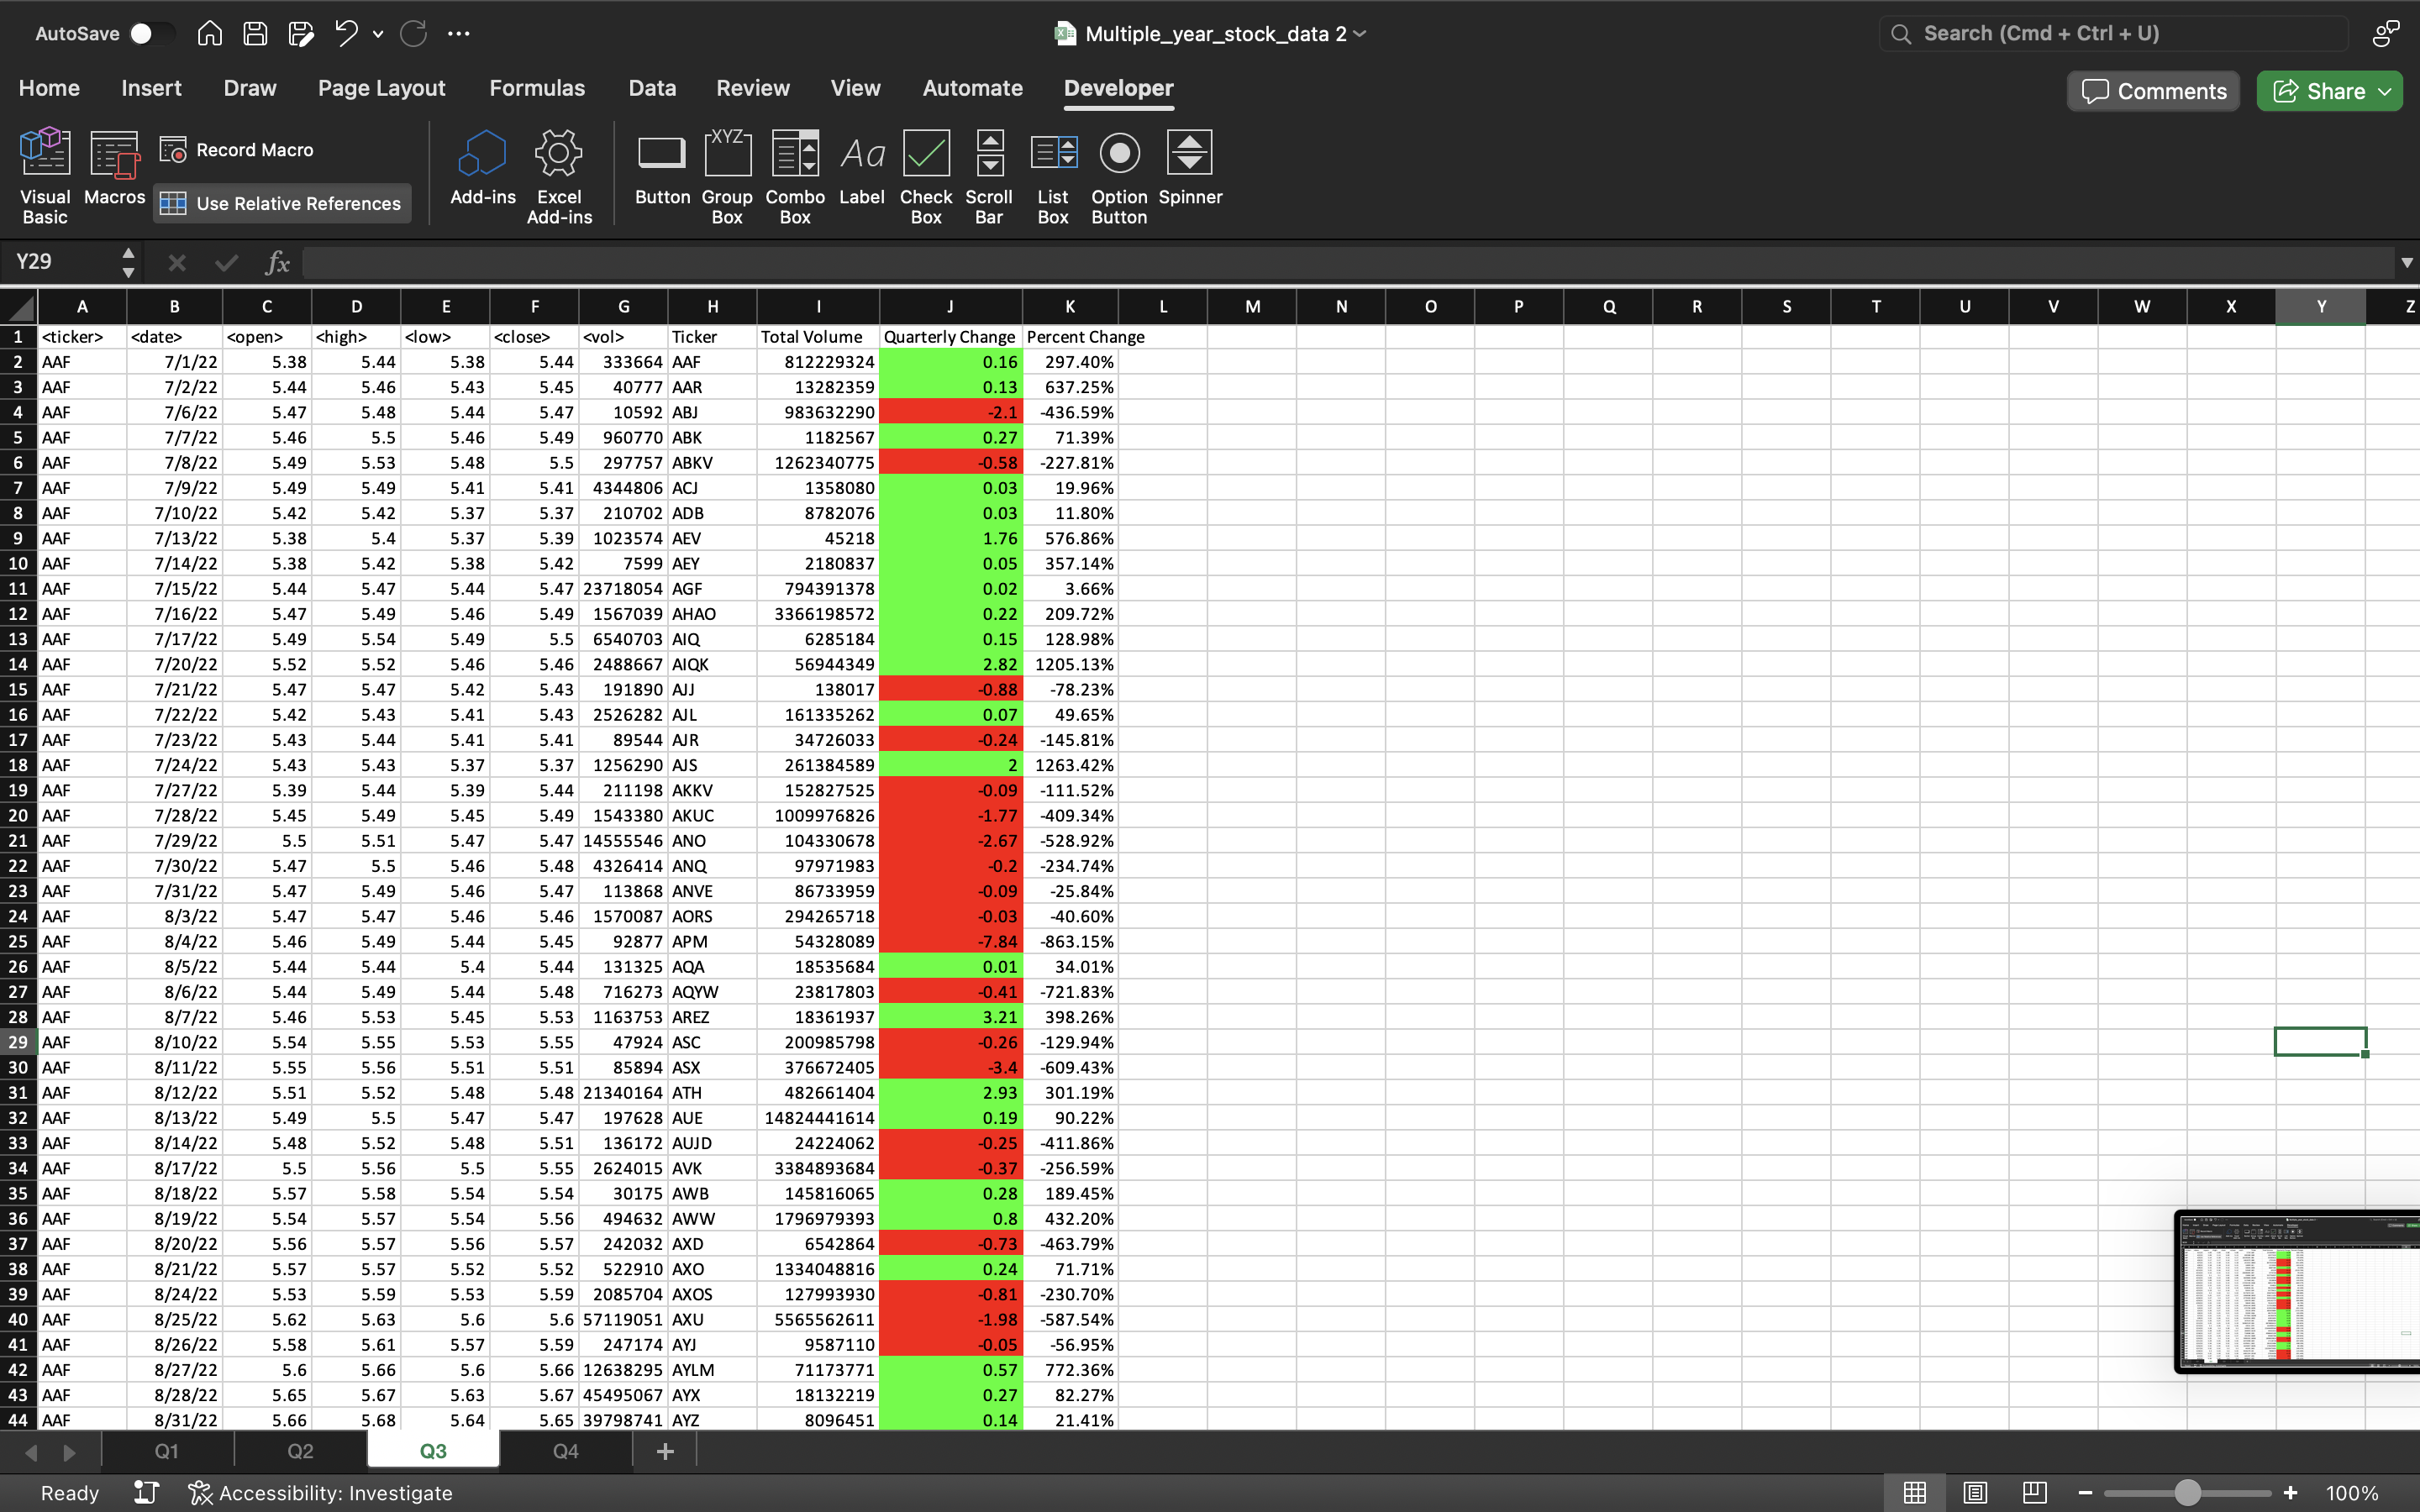 AutoSave Multiple_year_stock_data 2 Search (Cmd + Ctrl + U)
Home Insert Draw Page Layout Formulas Data Review View Automate Developer Comments Share
Visual Basic Macros Record Macro Use Relative References Add-ins Excel Add-ins Button XYZ Group Box Combo Box Aa Label Check Box Scroll Bar List Box Option Button Spinner
Y29 fx
A B C D E F G H I J K L M N O P Q R S T U V W X Y Z
1 <ticker> <date> <open> <high> <low> <close> <vol> Ticker Total Volume Quarterly Change Percent Change
2 AAF 7/1/22 5.38 5.44 5.38 5.44 333664 AAF 812229324 0.16 297.40%
3 AAF 7/2/22 5.44 5.46 5.43 5.45 40777 AAR 13282359 0.13 637.25%
4 AAF 7/6/22 5.47 5.48 5.44 5.47 10592 ABJ 983632290 -2.1 -436.59%
5 AAF 7/7/22 5.46 5.5 5.46 5.49 960770 ABK 1182567 0.27 71.39%
6 AAF 7/8/22 5.49 5.53 5.48 5.5 297757 ABKV 1262340775 -0.58 -227.81%
7 AAF 7/9/22 5.49 5.49 5.41 5.41 4344806 ACJ 1358080 0.03 19.96%
8 AAF 7/10/22 5.42 5.42 5.37 5.37 210702 ADB 8782076 0.03 11.80%
9 AAF 7/13/22 5.38 5.4 5.37 5.39 1023574 AEV 45218 1.76 576.86%
10 AAF 7/14/22 5.38 5.42 5.38 5.42 7599 AEY 2180837 0.05 357.14%
11 AAF 7/15/22 5.44 5.47 5.44 5.47 23718054 AGF 794391378 0.02 3.66%
12 AAF 7/16/22 5.47 5.49 5.46 5.49 1567039 AHAO 3366198572 0.22 209.72%
13 AAF 7/17/22 5.49 5.54 5.49 5.5 6540703 AIQ 6285184 0.15 128.98%
14 AAF 7/20/22 5.52 5.52 5.46 5.46 2488667 AIQK 56944349 2.82 1205.13%
15 AAF 7/21/22 5.47 5.47 5.42 5.43 191890 AJJ 138017 -0.88 -78.23%
16 AAF 7/22/22 5.42 5.43 5.41 5.43 2526282 AJL 161335262 0.07 49.65%
17 AAF 7/23/22 5.43 5.44 5.41 5.41 89544 AJR 34726033 -0.24 -145.81%
18 AAF 7/24/22 5.43 5.43 5.37 5.37 1256290 AJS 261384589 2 1263.42%
19 AAF 7/27/22 5.39 5.44 5.39 5.44 211198 AKKV 152827525 -0.09 -111.52%
20 AAF 7/28/22 5.45 5.49 5.45 5.49 1543380 AKUC 1009976826 -1.77 -409.34%
21 AAF 7/29/22 5.5 5.51 5.47 5.47 14555546 ANO 104330678 -2.67 -528.92%
22 AAF 7/30/22 5.47 5.5 5.46 5.48 4326414 ANQ 97971983 -0.2 -234.74%
23 AAF 7/31/22 5.47 5.49 5.46 5.47 113868 ANVE 86733959 -0.09 -25.84%
24 AAF 8/3/22 5.47 5.47 5.46 5.46 1570087 AORS 294265718 -0.03 -40.60%
25 AAF 8/4/22 5.46 5.49 5.44 5.45 92877 APM 54328089 -7.84 -863.15%
26 AAF 8/5/22 5.44 5.44 5.4 5.44 131325 AQA 18535684 0.01 34.01%
27 AAF 8/6/22 5.44 5.49 5.44 5.48 716273 AQYW 23817803 -0.41 -721.83%
28 AAF 8/7/22 5.46 5.53 5.45 5.53 1163753 AREZ 18361937 3.21 398.26%
29 AAF 8/10/22 5.54 5.55 5.53 5.55 47924 ASC 200985798 -0.26 -129.94%
30 AAF 8/11/22 5.55 5.56 5.51 5.51 85894 ASX 376672405 -3.4 -609.43%
31 AAF 8/12/22 5.51 5.52 5.48 5.48 21340164 ATH 482661404 2.93 301.19%
32 AAF 8/13/22 5.49 5.5 5.47 5.47 197628 AUE 14824441614 0.19 90.22%
33 AAF 8/14/22 5.48 5.52 5.48 5.51 136172 AUJD 24224062 -0.25 -411.86%
34 AAF 8/17/22 5.5 5.56 5.5 5.55 2624015 AVK 3384893684 -0.37 -256.59%
35 AAF 8/18/22 5.57 5.58 5.54 5.54 30175 AWB 145816065 0.28 189.45%
36 AAF 8/19/22 5.54 5.57 5.54 5.56 494632 AWW 1796979393 0.8 432.20%
37 AAF 8/20/22 5.56 5.57 5.56 5.57 242032 AXD 6542864 -0.73 -463.79%
38 AAF 8/21/22 5.57 5.57 5.52 5.52 522910 AXO 1334048816 0.24 71.71%
39 AAF 8/24/22 5.53 5.59 5.53 5.59 2085704 AXOS 127993930 -0.81 -230.70%
40 AAF 8/25/22 5.62 5.63 5.6 5.6 57119051 AXU 5565562611 -1.98 -587.54%
41 AAF 8/26/22 5.58 5.61 5.57 5.59 247174 AYJ 9587110 -0.05 -56.95%
42 AAF 8/27/22 5.6 5.66 5.6 5.66 12638295 AYLM 71173771 0.57 772.36%
43 AAF 8/28/22 5.65 5.67 5.63 5.67 45495067 AYX 18132219 0.27 82.27%
44 AAF 8/31/22 5.66 5.68 5.64 5.65 39798741 AYZ 8096451 0.14 21.41%
Q1 Q2 Q3 Q4 +
Ready Accessibility: Investigate 100%